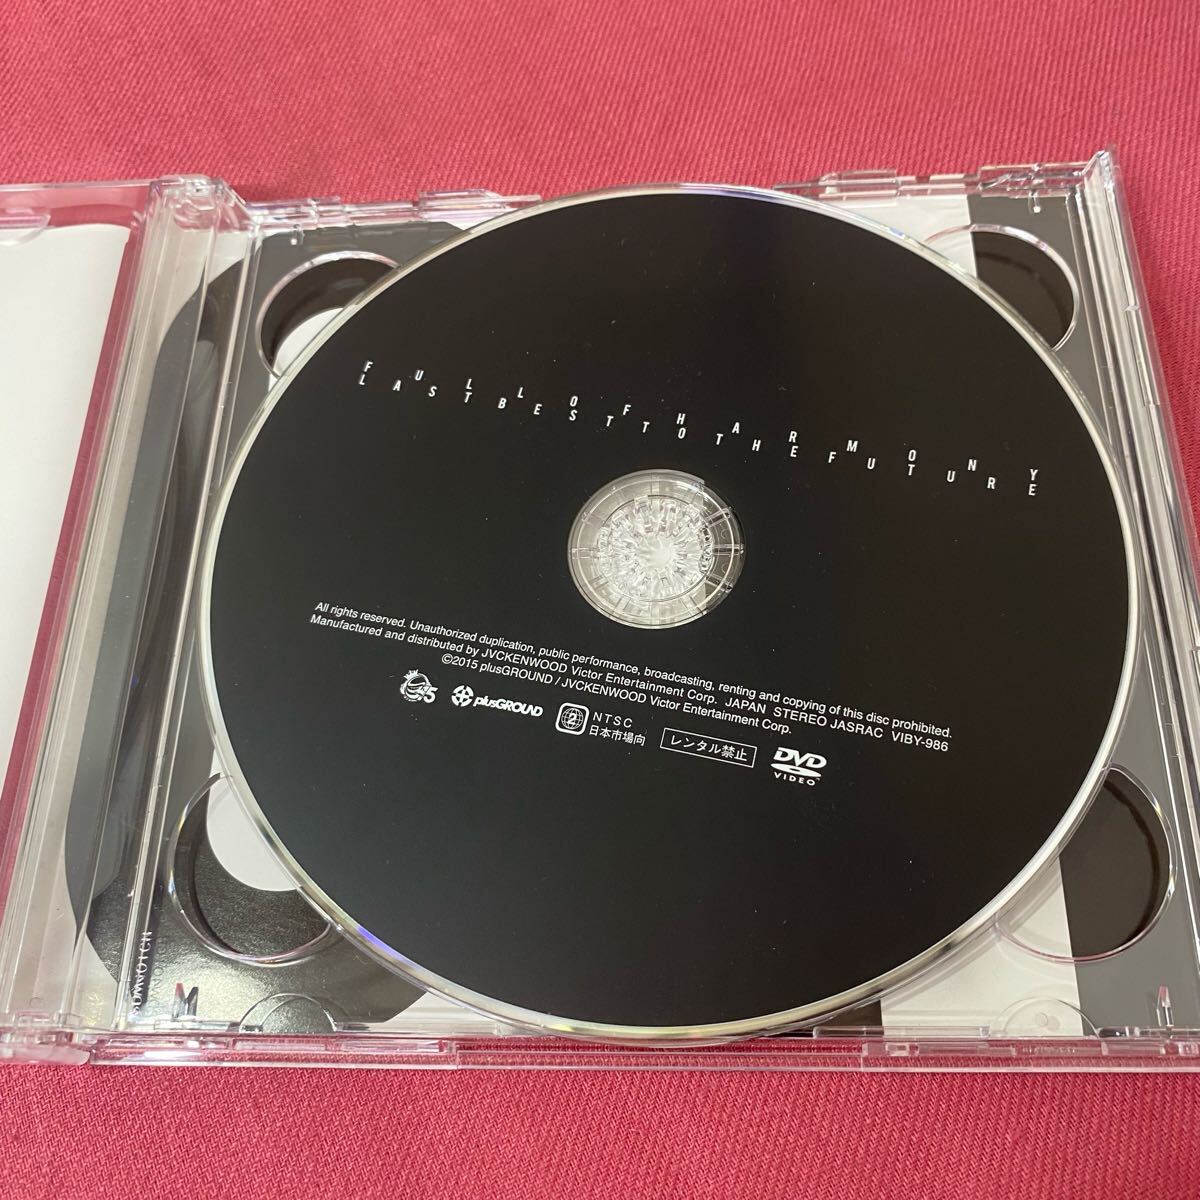 FULL OF HARMONY
LAST BEST TO THE FUTURE
All rights reserved. Unauthorized duplication, public performance, broadcasting, renting and copying of this disc prohibited.
Manufactured and distributed by JVCKENWOOD Victor Entertainment Corp. JAPAN STEREO JASRAC VIBY-986
©2015 plusGROUND / JVCKENWOOD Victor Entertainment Corp.
plusGROUND
2
NTSC
日本市場向
レンタル禁止
DVD
VIDEO
M